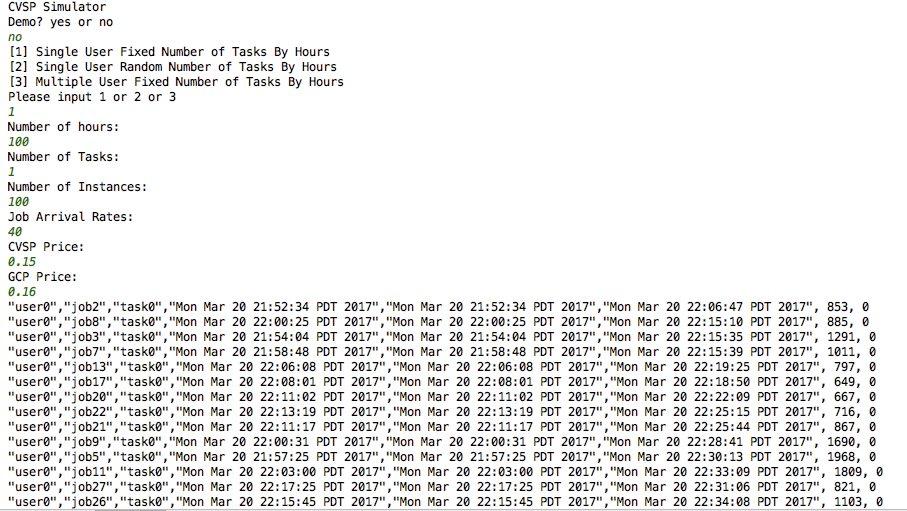 CVSP Simulator
Demo? yes or no
no
[1] Single User Fixed Number of Tasks By Hours
[2] Single User Random Number of Tasks By Hours
[3] Multiple User Fixed Number of Tasks By Hours
Please input 1 or 2 or 3
1
Number of hours:
100
Number of Tasks:
1
Number of Instances:
100
Job Arrival Rates:
40
CVSP Price:
0.15
GCP Price:
0.16
"user0","job2","task0","Mon Mar 20 21:52:34 PDT 2017","Mon Mar 20 21:52:34 PDT 2017","Mon Mar 20 22:06:47 PDT 2017", 853, 0
"user0","job8","task0","Mon Mar 20 22:00:25 PDT 2017","Mon Mar 20 22:00:25 PDT 2017","Mon Mar 20 22:15:10 PDT 2017", 885, 0
"user0","job3","task0","Mon Mar 20 21:54:04 PDT 2017","Mon Mar 20 21:54:04 PDT 2017","Mon Mar 20 22:15:35 PDT 2017", 1291, 0
"user0","job7","task0","Mon Mar 20 21:58:48 PDT 2017","Mon Mar 20 21:58:48 PDT 2017","Mon Mar 20 22:15:39 PDT 2017", 1011, 0
"user0","job13","task0","Mon Mar 20 22:06:08 PDT 2017","Mon Mar 20 22:06:08 PDT 2017","Mon Mar 20 22:19:25 PDT 2017", 797, 0
"user0","job17","task0","Mon Mar 20 22:08:01 PDT 2017","Mon Mar 20 22:08:01 PDT 2017","Mon Mar 20 22:18:50 PDT 2017", 649, 0
"user0","job20","task0","Mon Mar 20 22:11:02 PDT 2017","Mon Mar 20 22:11:02 PDT 2017","Mon Mar 20 22:22:09 PDT 2017", 667, 0
"user0","job22","task0","Mon Mar 20 22:13:19 PDT 2017","Mon Mar 20 22:13:19 PDT 2017","Mon Mar 20 22:25:15 PDT 2017", 716, 0
"user0","job21","task0","Mon Mar 20 22:11:17 PDT 2017","Mon Mar 20 22:11:17 PDT 2017","Mon Mar 20 22:25:44 PDT 2017", 867, 0
"user0","job9","task0","Mon Mar 20 22:00:31 PDT 2017","Mon Mar 20 22:00:31 PDT 2017","Mon Mar 20 22:28:41 PDT 2017", 1690, 0
"user0","job5","task0","Mon Mar 20 21:57:25 PDT 2017","Mon Mar 20 21:57:25 PDT 2017","Mon Mar 20 22:30:13 PDT 2017", 1968, 0
"user0","job11","task0","Mon Mar 20 22:03:00 PDT 2017","Mon Mar 20 22:03:00 PDT 2017","Mon Mar 20 22:33:09 PDT 2017", 1809, 0
"user0","job27","task0","Mon Mar 20 22:17:25 PDT 2017","Mon Mar 20 22:17:25 PDT 2017","Mon Mar 20 22:31:06 PDT 2017", 821, 0
"user0","job26","task0","Mon Mar 20 22:15:45 PDT 2017","Mon Mar 20 22:15:45 PDT 2017","Mon Mar 20 22:34:08 PDT 2017", 1103, 0